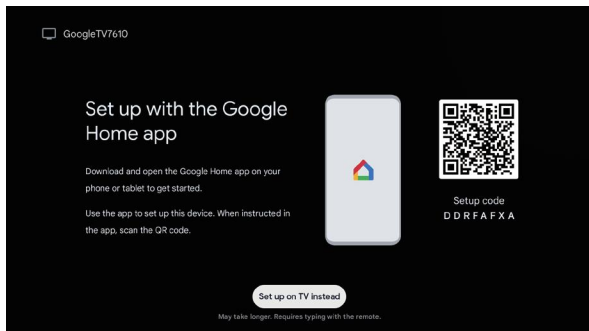 GoogleTV7610
Set up with the Google
Home app
Download and open the Google Home app on your
phone or tablet to get started.
Use the app to set up this device. When instructed in
the app, scan the QR code.
Setup code
DDRFAFXA
Set up on TV instead
May take longer. Requires typing with the remote.